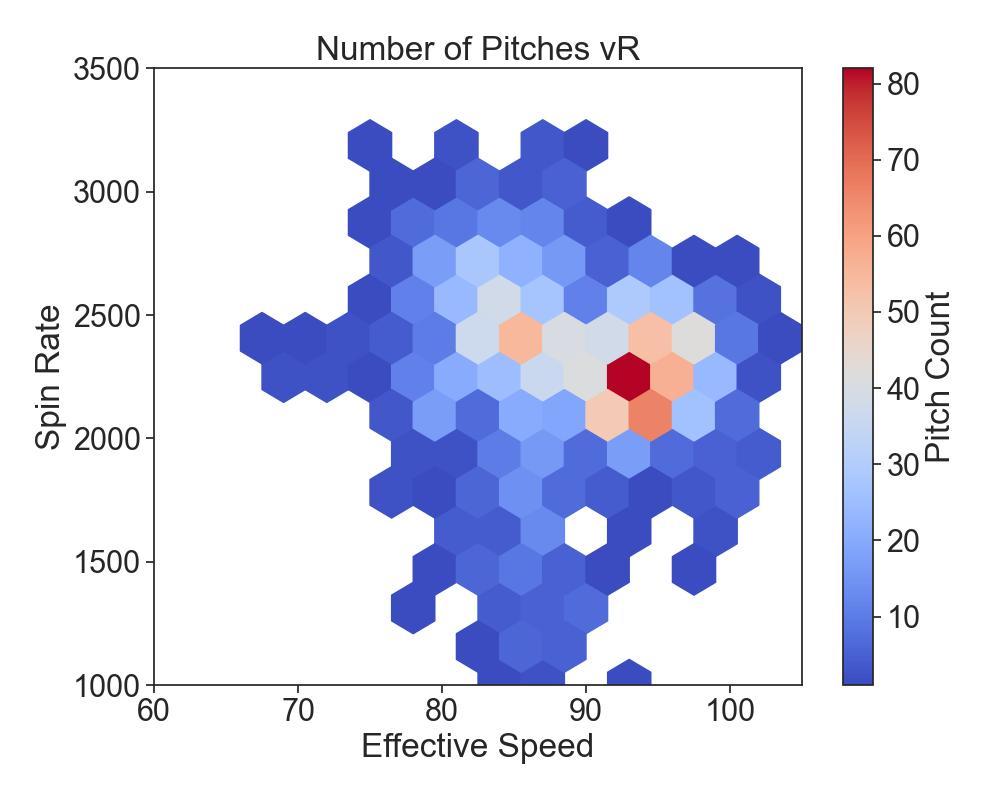 Number of Pitches vR
3500
3000
2500
2000
1500
1000
Spin Rate
60 70 80 90 100
Effective Speed
80
70
60
50
40
30
20
10
Pitch Count